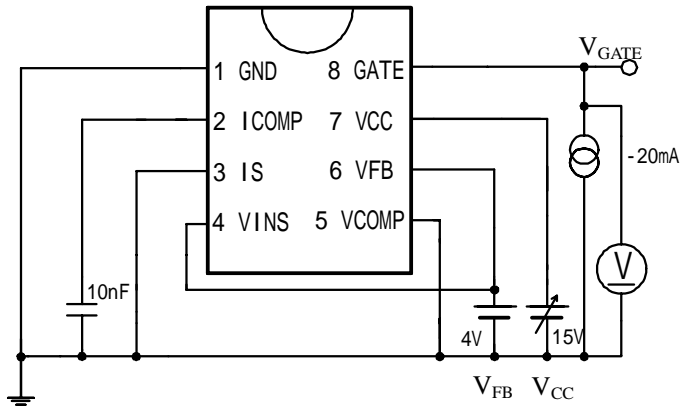 V_GATE
1 GND
8 GATE
2 ICOMP
7 VCC
3 IS
6 VFB
4 VINS
5 VCOMP
-20mA
V
10nF
4V
15V
V_FB
V_CC